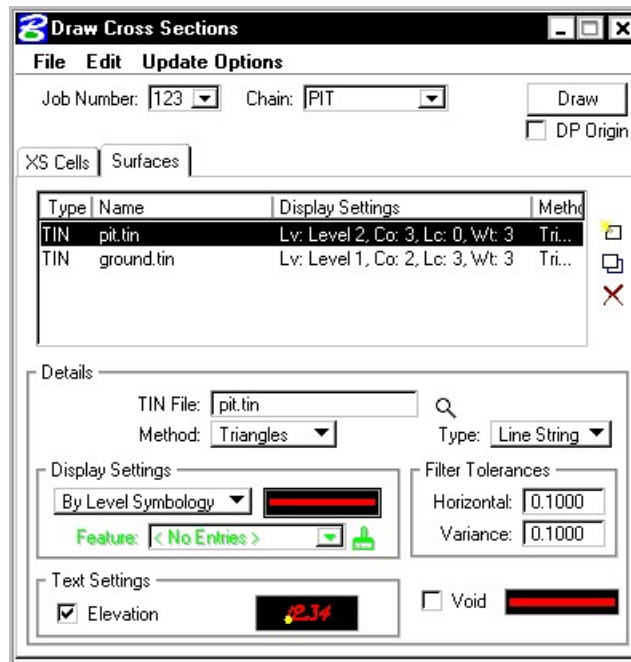 Draw Cross Sections
File Edit Update Options
Job Number: 123 Chain: PIT Draw
DP Origin
XS Cells Surfaces
Type Name Display Settings Metho
TIN pit.tin Lv: Level 2, Co: 3, Lc: 0, Wt: 3 Tri...
TIN ground.tin Lv: Level 1, Co: 2, Lc: 3, Wt: 3 Tri...
Details
TIN File: pit.tin
Method: Triangles Type: Line String
Display Settings Filter Tolerances
By Level Symbology Horizontal: 0.1000
Feature: < No Entries > Variance: 0.1000
Text Settings
Elevation 1234 Void